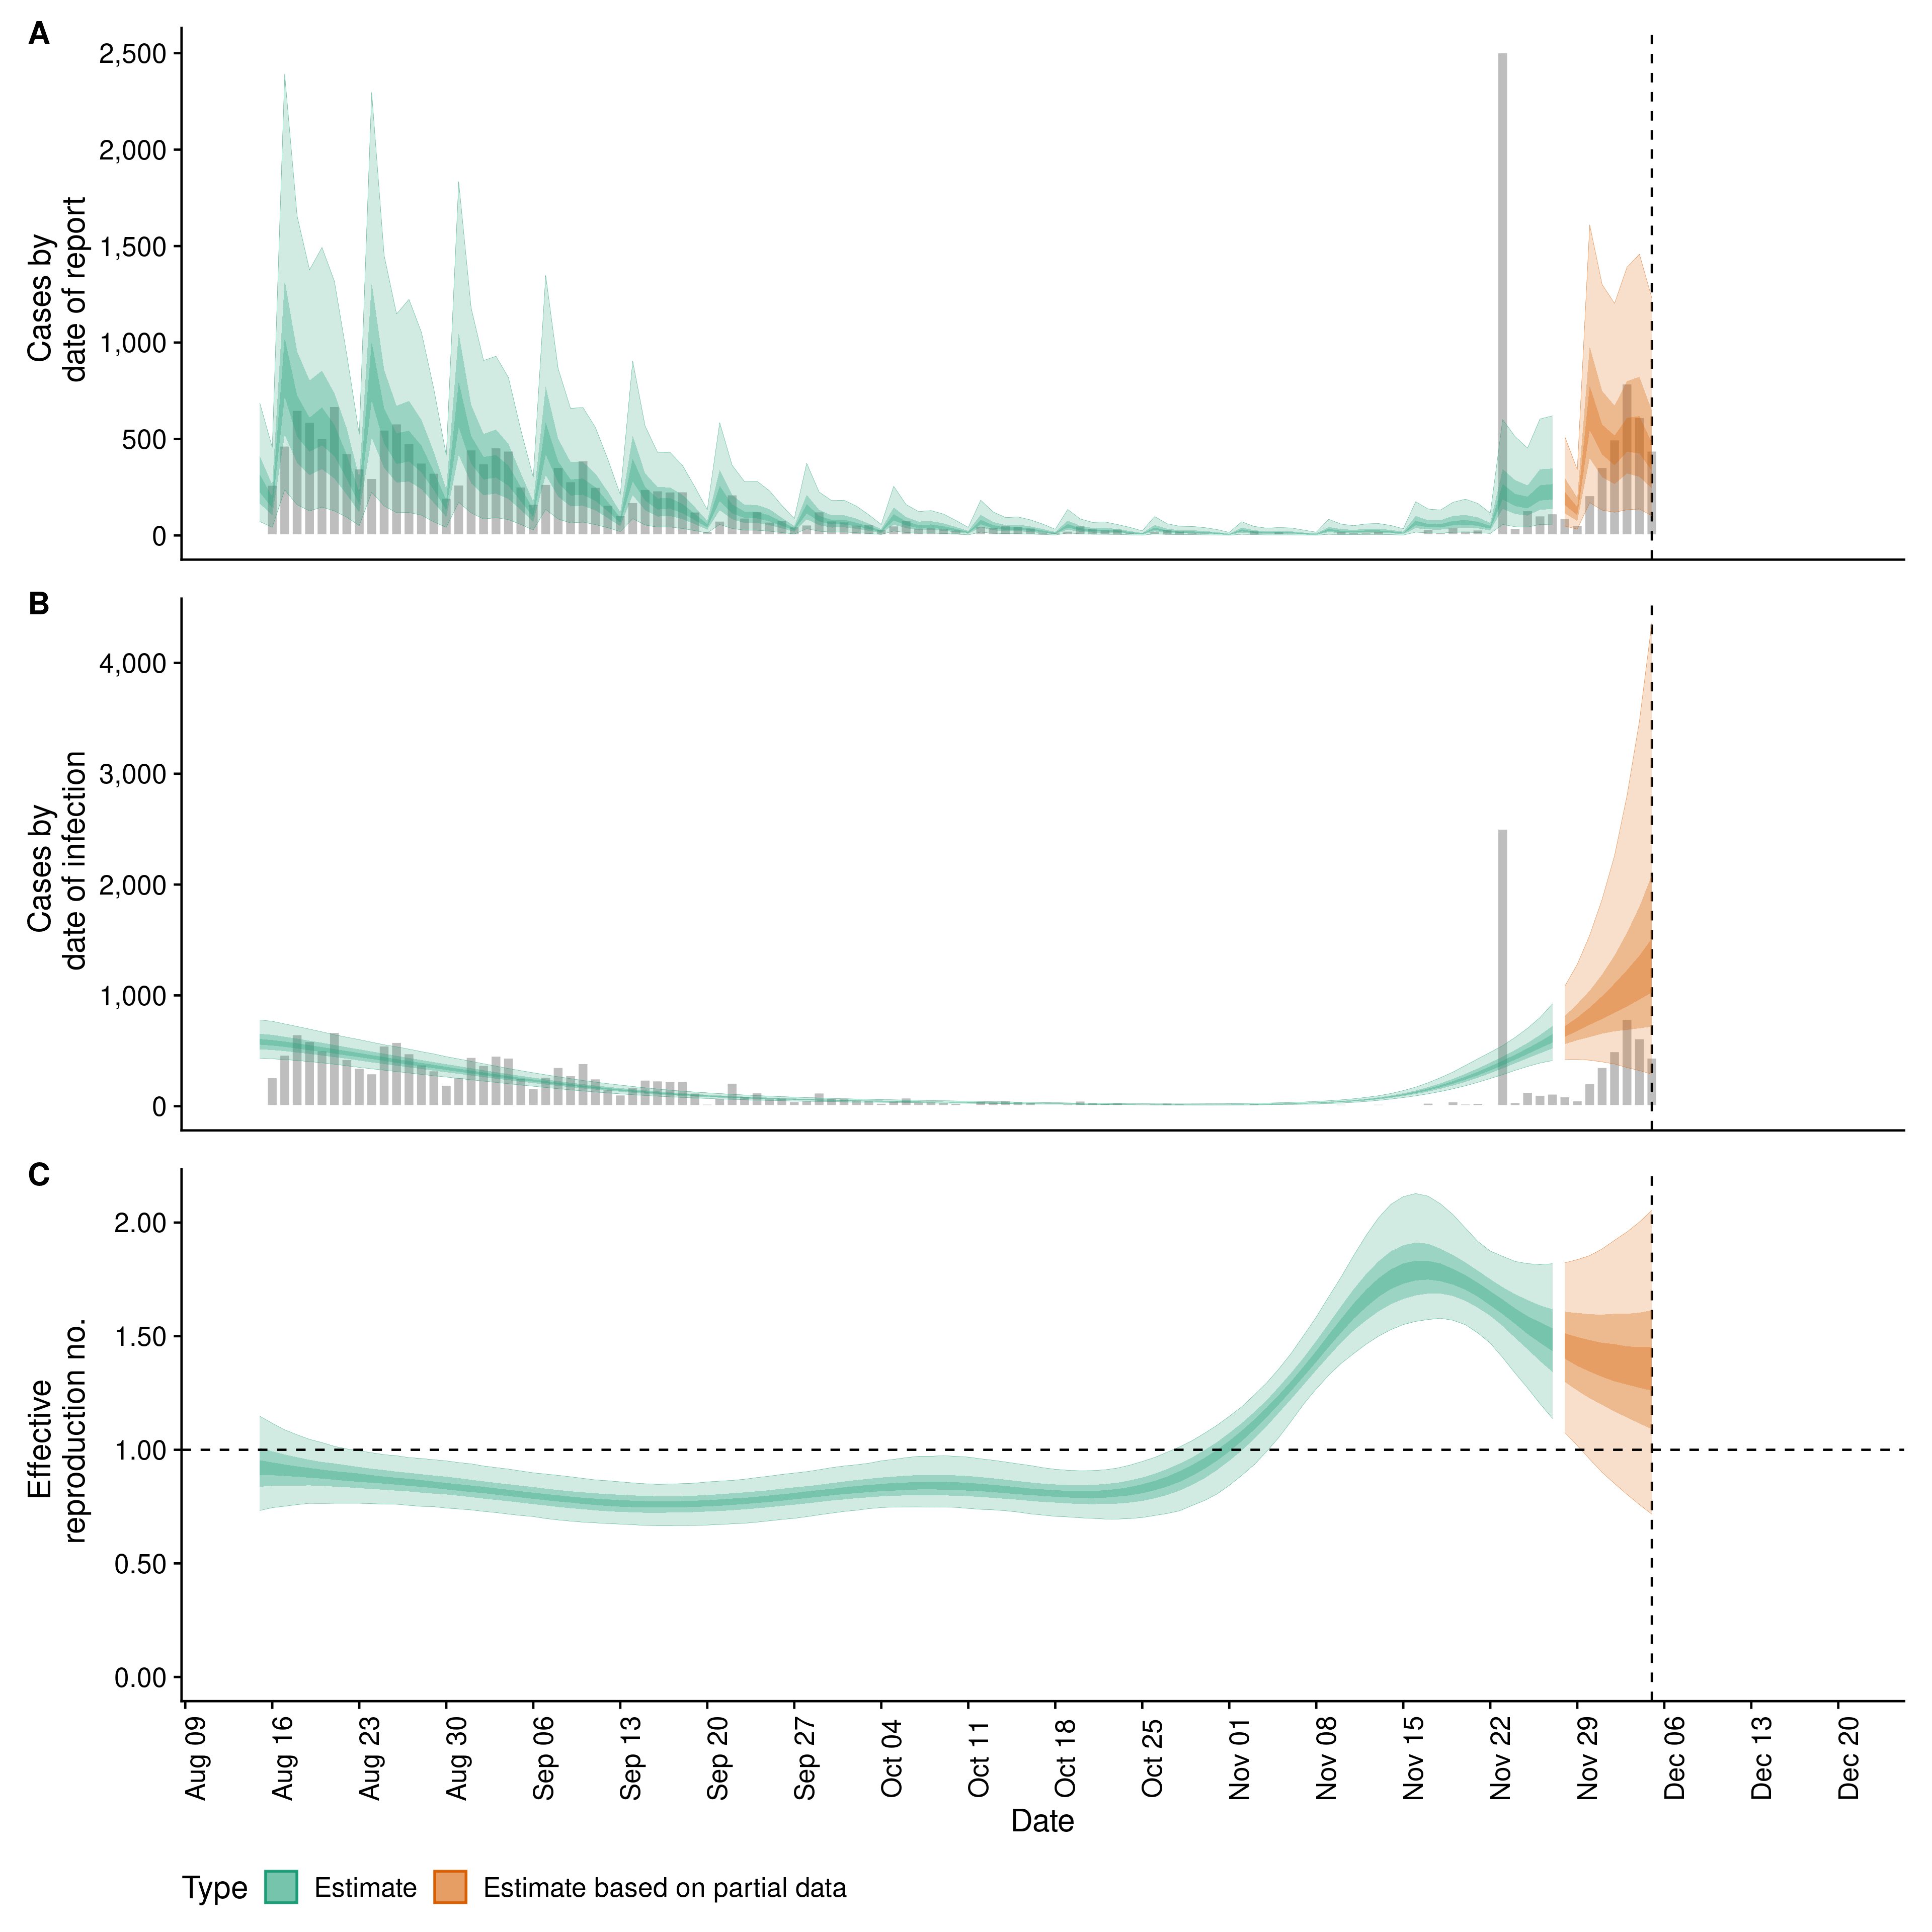 A
Cases by
date of report
2,500
2,000
1,500
1,000
500
0
B
Cases by
date of infection
4,000
3,000
2,000
1,000
0
C
Effective
reproduction no.
2.00
1.50
1.00
0.50
0.00
Aug 09
Aug 16
Aug 23
Aug 30
Sep 06
Sep 13
Sep 20
Sep 27
Oct 04
Oct 11
Oct 18
Oct 25
Nov 01
Nov 08
Nov 15
Nov 22
Nov 29
Dec 06
Dec 13
Dec 20
Date
Type Estimate Estimate based on partial data